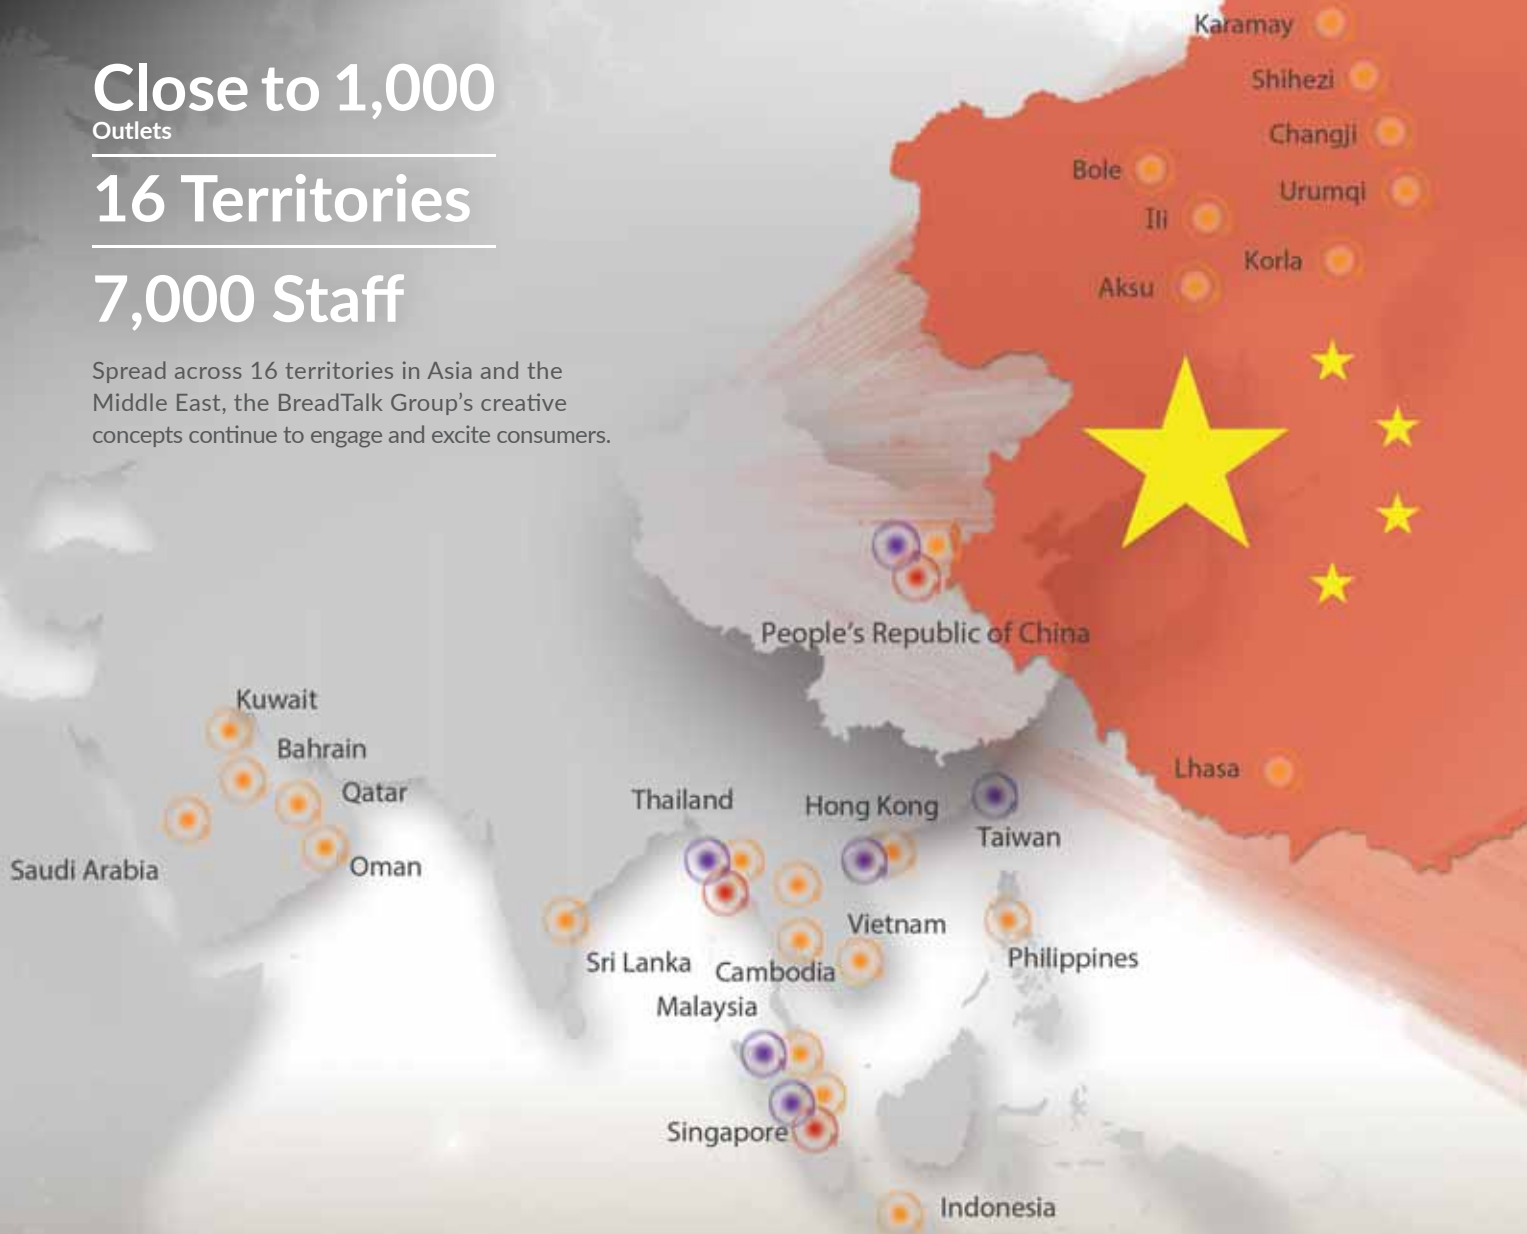 Close to 1,000
Outlets
16 Territories
7,000 Staff
Spread across 16 territories in Asia and the
Middle East, the BreadTalk Group’s creative
concepts continue to engage and excite consumers.
Karamay
Shihezi
Changji
Bole
Urumqi
Ili
Korla
Aksu
People’s Republic of China
Kuwait
Bahrain
Qatar
Saudi Arabia
Oman
Lhasa
Thailand
Hong Kong
Taiwan
Vietnam
Philippines
Sri Lanka
Cambodia
Malaysia
Singapore
Indonesia